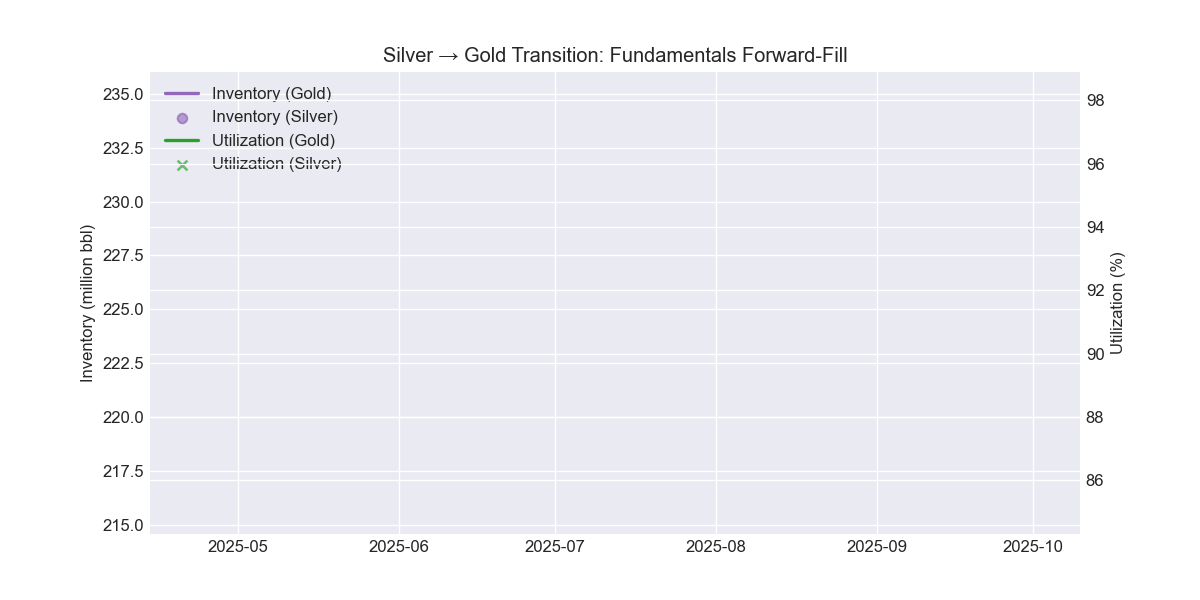 Silver → Gold Transition: Fundamentals Forward-Fill
Inventory (Gold)
Inventory (Silver)
Utilization (Gold)
Utilization (Silver)
Inventory (million bbl)
235.0
232.5
230.0
227.5
225.0
222.5
220.0
217.5
215.0
98
96
94
92
90
88
86
Utilization (%)
2025-05 2025-06 2025-07 2025-08 2025-09 2025-10